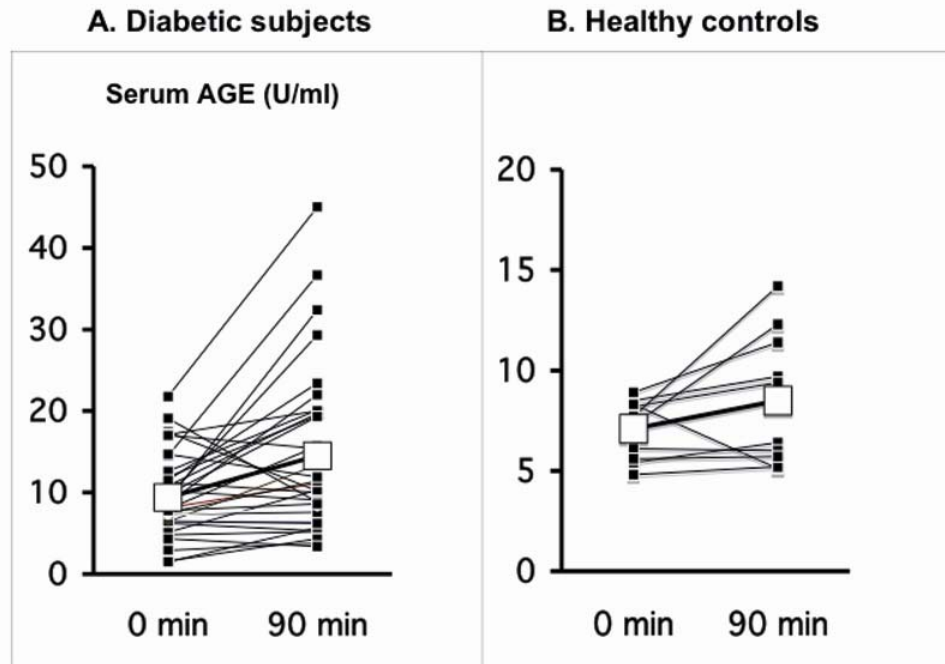 A. Diabetic subjects
Serum AGE (U/ml)
50
40
30
20
10
0
0 min 90 min
B. Healthy controls
20
15
10
5
0
0 min 90 min